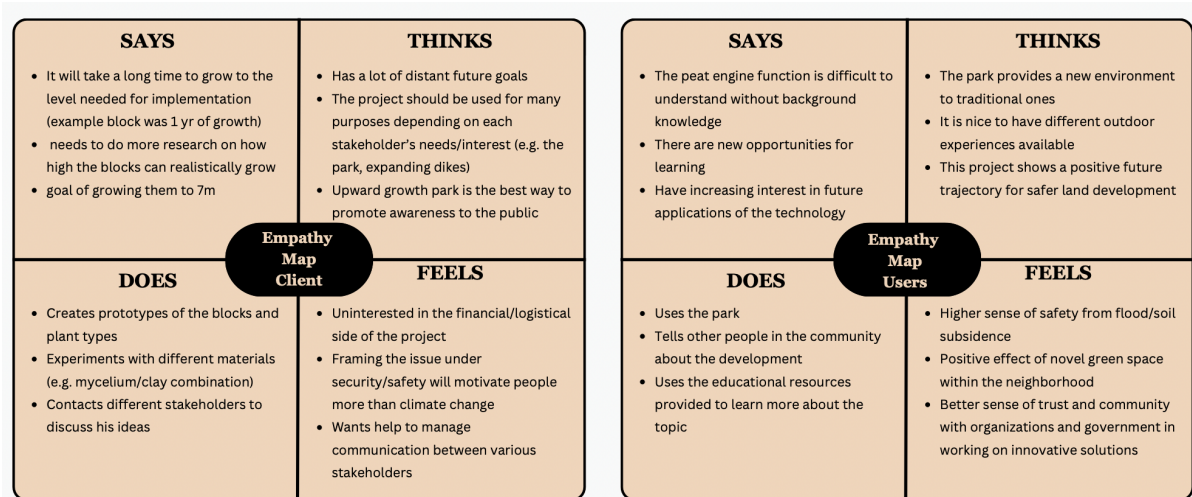 SAYS
It will take a long time to grow to the
level needed for implementation
(example block was 1 yr of growth)
needs to do more research on how
high the blocks can realistically grow
goal of growing them to 7m
THINKS
Has a lot of distant future goals
The project should be used for many
purposes depending on each
stakeholder's needs/interest (e.g. the
park, expanding dikes)
Upward growth park is the best way to
promote awareness to the public
Empathy
Map
Client
DOES
Creates prototypes of the blocks and
plant types
Experiments with different materials
(e.g. mycelium/clay combination)
Contacts different stakeholders to
discuss his ideas
FEELS
Uninterested in the financial/logistical
side of the project
Framing the issue under
security/safety will motivate people
more than climate change
Wants help to manage
communication between various
stakeholders
SAYS
The peat engine function is difficult to
understand without background
knowledge
There are new opportunities for
learning
Have increasing interest in future
applications of the technology
THINKS
The park provides a new environment
to traditional ones
It is nice to have different outdoor
experiences available
This project shows a positive future
trajectory for safer land development
Empathy
Map
Users
DOES
Uses the park
Tells other people in the community
about the development
Uses the educational resources
provided to learn more about the
topic
FEELS
Higher sense of safety from flood/soil
subsidence
Positive effect of novel green space
within the neighborhood
Better sense of trust and community
with organizations and government in
working on innovative solutions